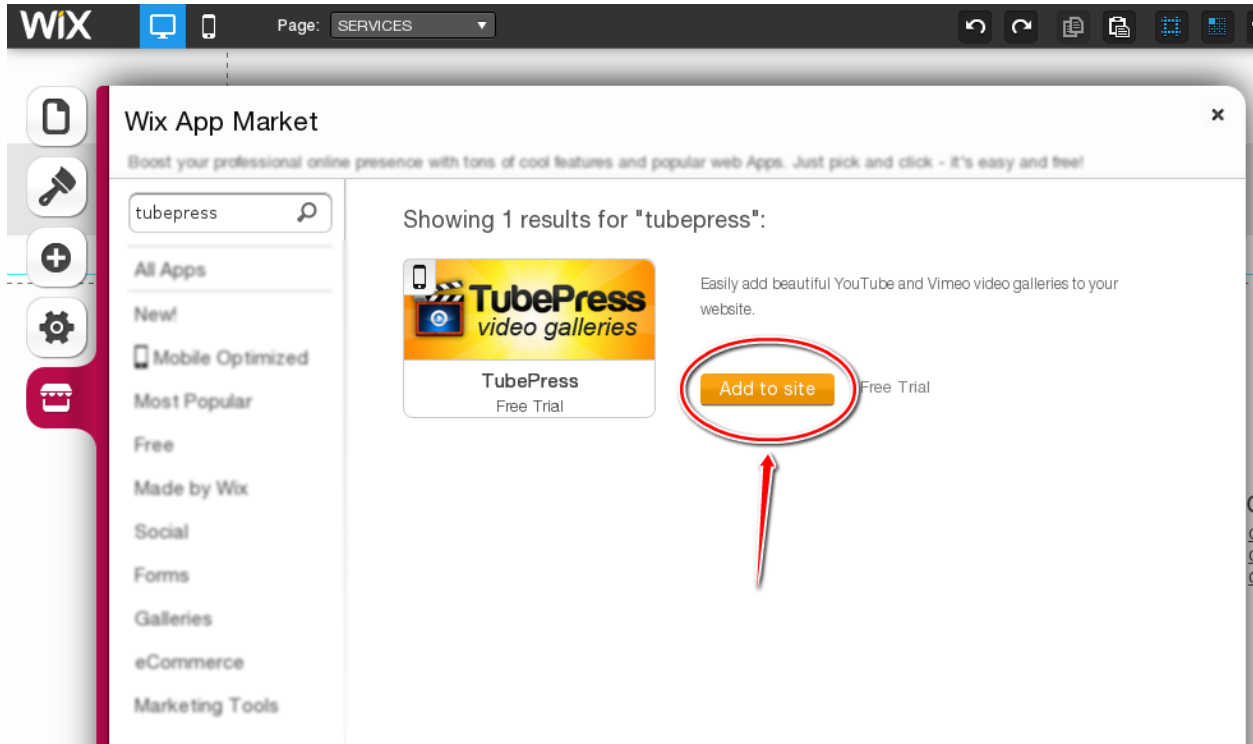 WiX
Page: SERVICES
Wix App Market
Boost your professional online presence with tons of cool features and popular web Apps. Just pick and click - it's easy and free!
tubepress
All Apps
New!
Mobile Optimized
Most Popular
Free
Made by Wix
Social
Forms
Galleries
eCommerce
Marketing Tools
Showing 1 results for "tubepress":
TubePress
video galleries
TubePress
Free Trial
Easily add beautiful YouTube and Vimeo video galleries to your
website.
Add to site Free Trial